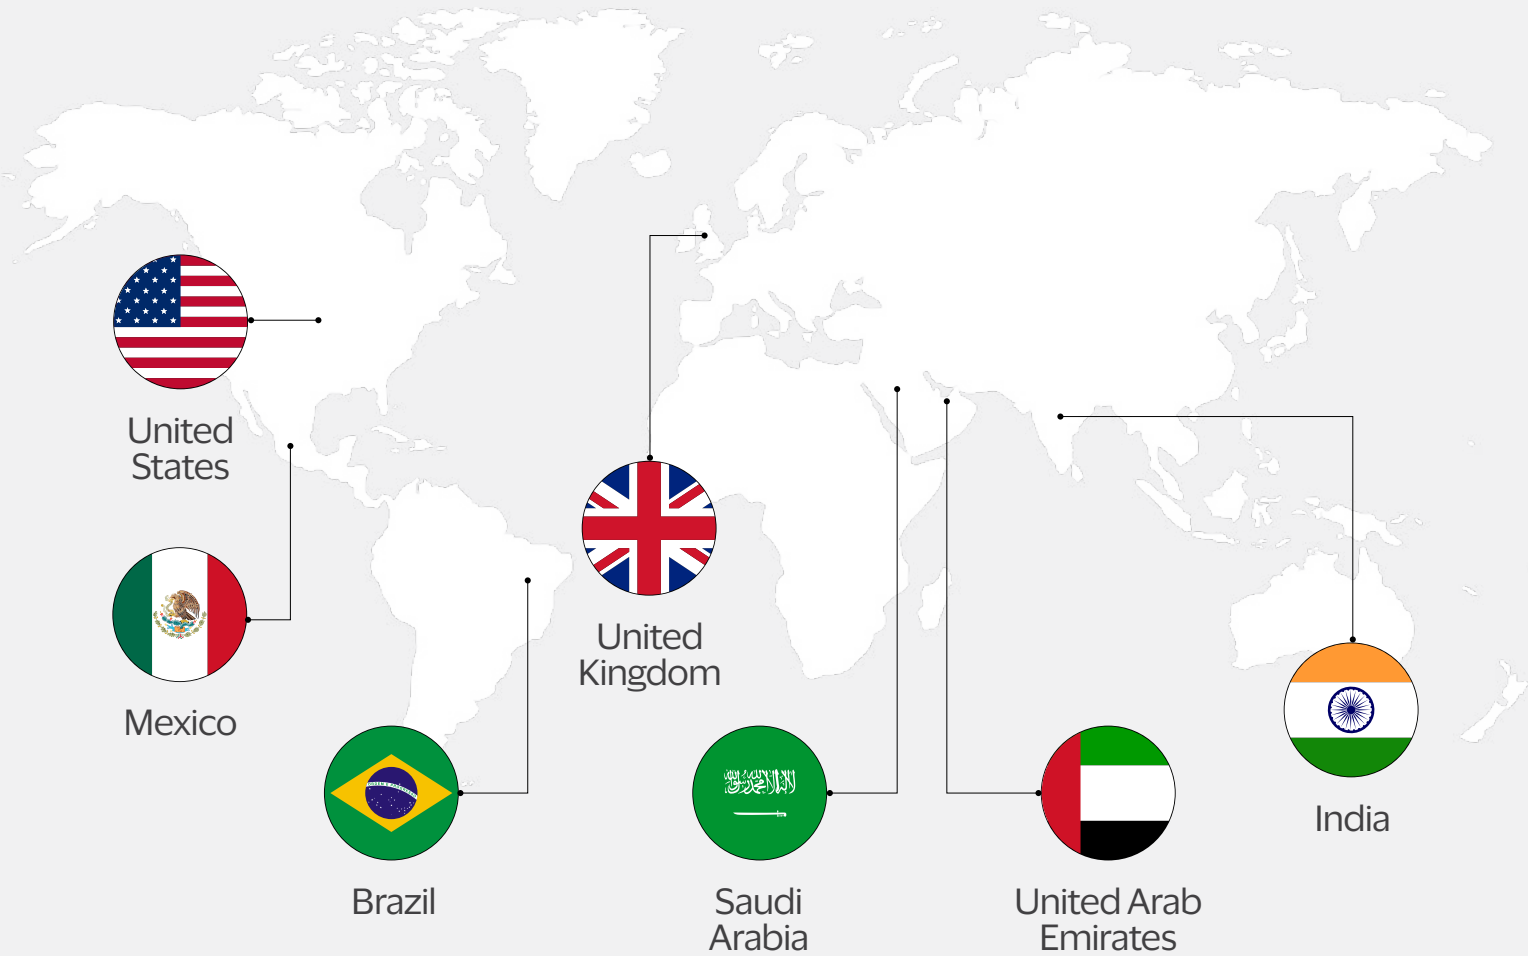 United
States
Mexico
Brazil
United
Kingdom
Saudi
Arabia
United Arab
Emirates
India